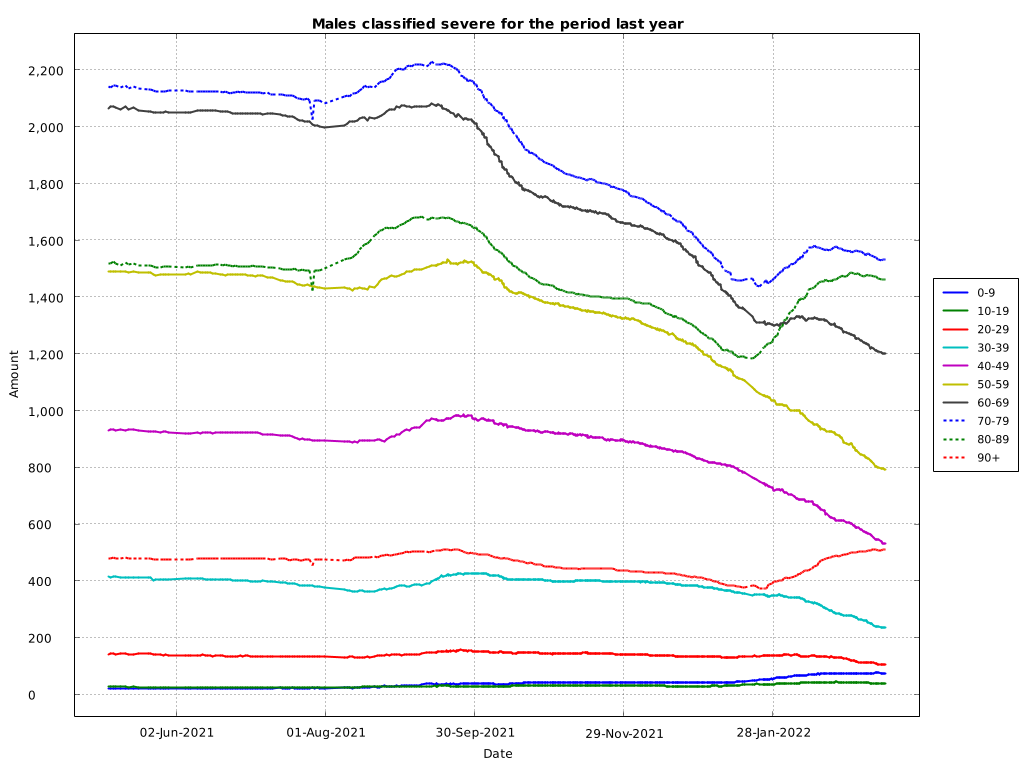 Males classified severe for the period last year
2,200
2,000
1,800
1,600
1,400
1,200
1,000
800
600
400
200
0
Amount
02-Jun-2021
01-Aug-2021
30-Sep-2021
29-Nov-2021
28-Jan-2022
Date
0-9
10-19
20-29
30-39
40-49
50-59
60-69
70-79
80-89
90+